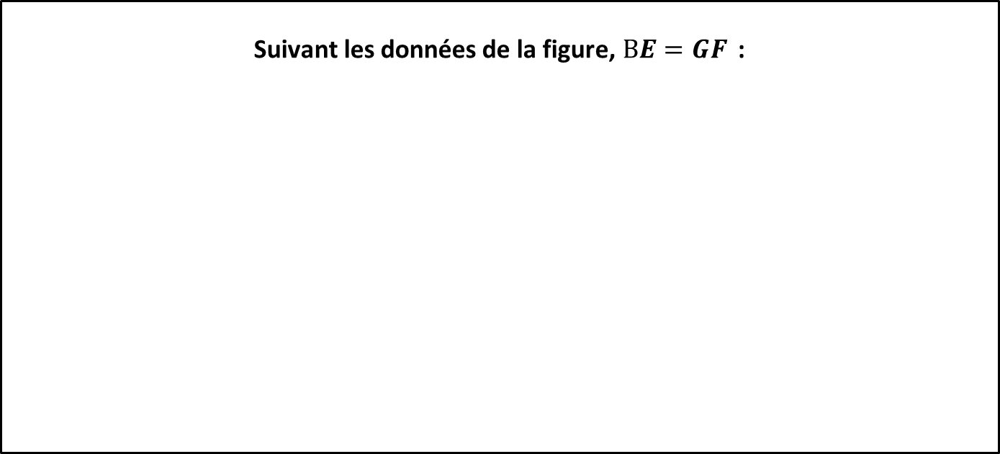 Suivant les données de la figure, BE = GF :